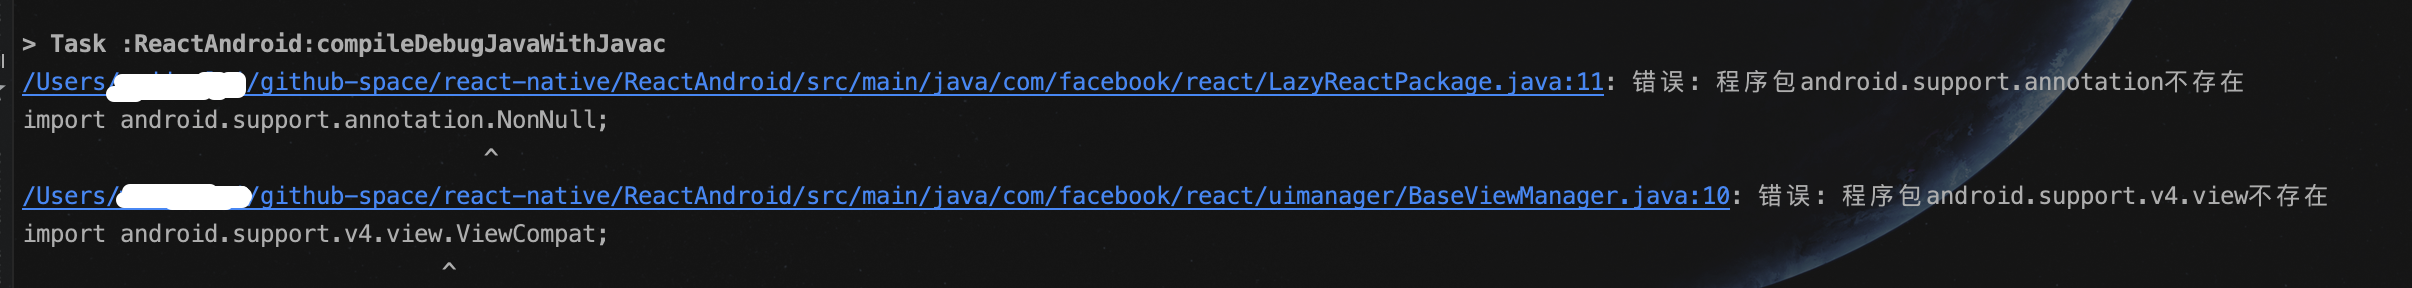 > Task :ReactAndroid:compileDebugJavaWithJavac
/Users/ /github-space/react-native/ReactAndroid/src/main/java/com/facebook/react/LazyReactPackage.java:11: 错误: 程序包android.support.annotation不存在
import android.support.annotation.NonNull;
^
/Users/ /github-space/react-native/ReactAndroid/src/main/java/com/facebook/react/uimanager/BaseViewManager.java:10: 错误: 程序包android.support.v4.view不存在
import android.support.v4.view.ViewCompat;
^